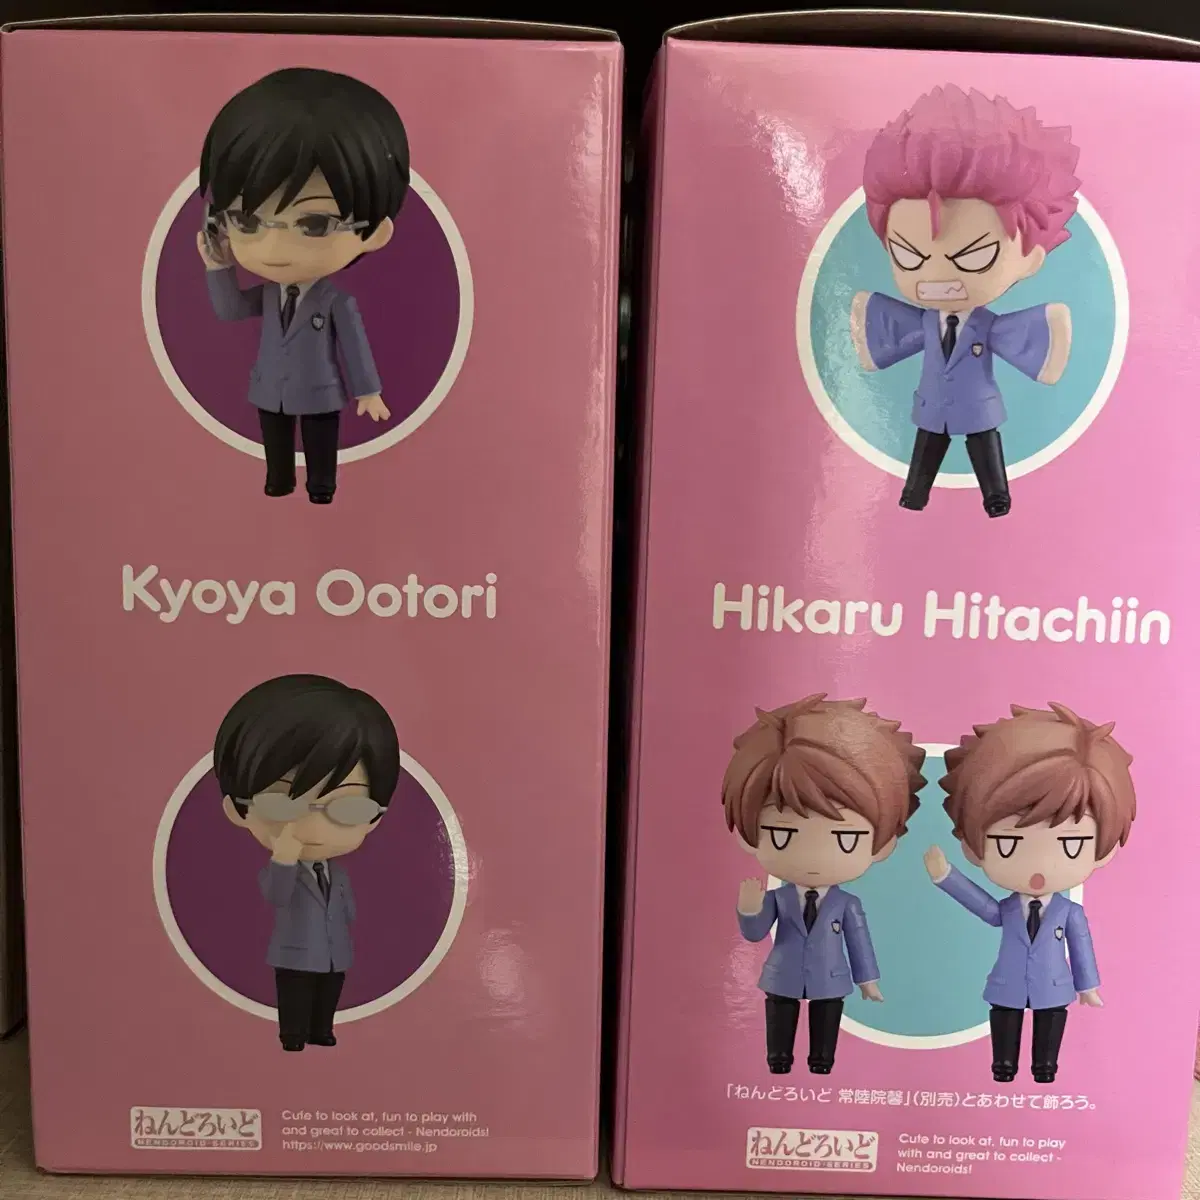 Kyoya Ootori
ねんどろいど
NENDOROID SERIES
Cute to look at, fun to play with
and great to collect - Nendoroids!
https://www.goodsmile.jp
Hikaru Hitachiin
「ねんどろいど 常陸院馨」(別売)とあわせて飾ろう。
ねんどろいど
NENDOROID SERIES
Cute to look at, fun to play
with and great to collect -
Nendoroids!